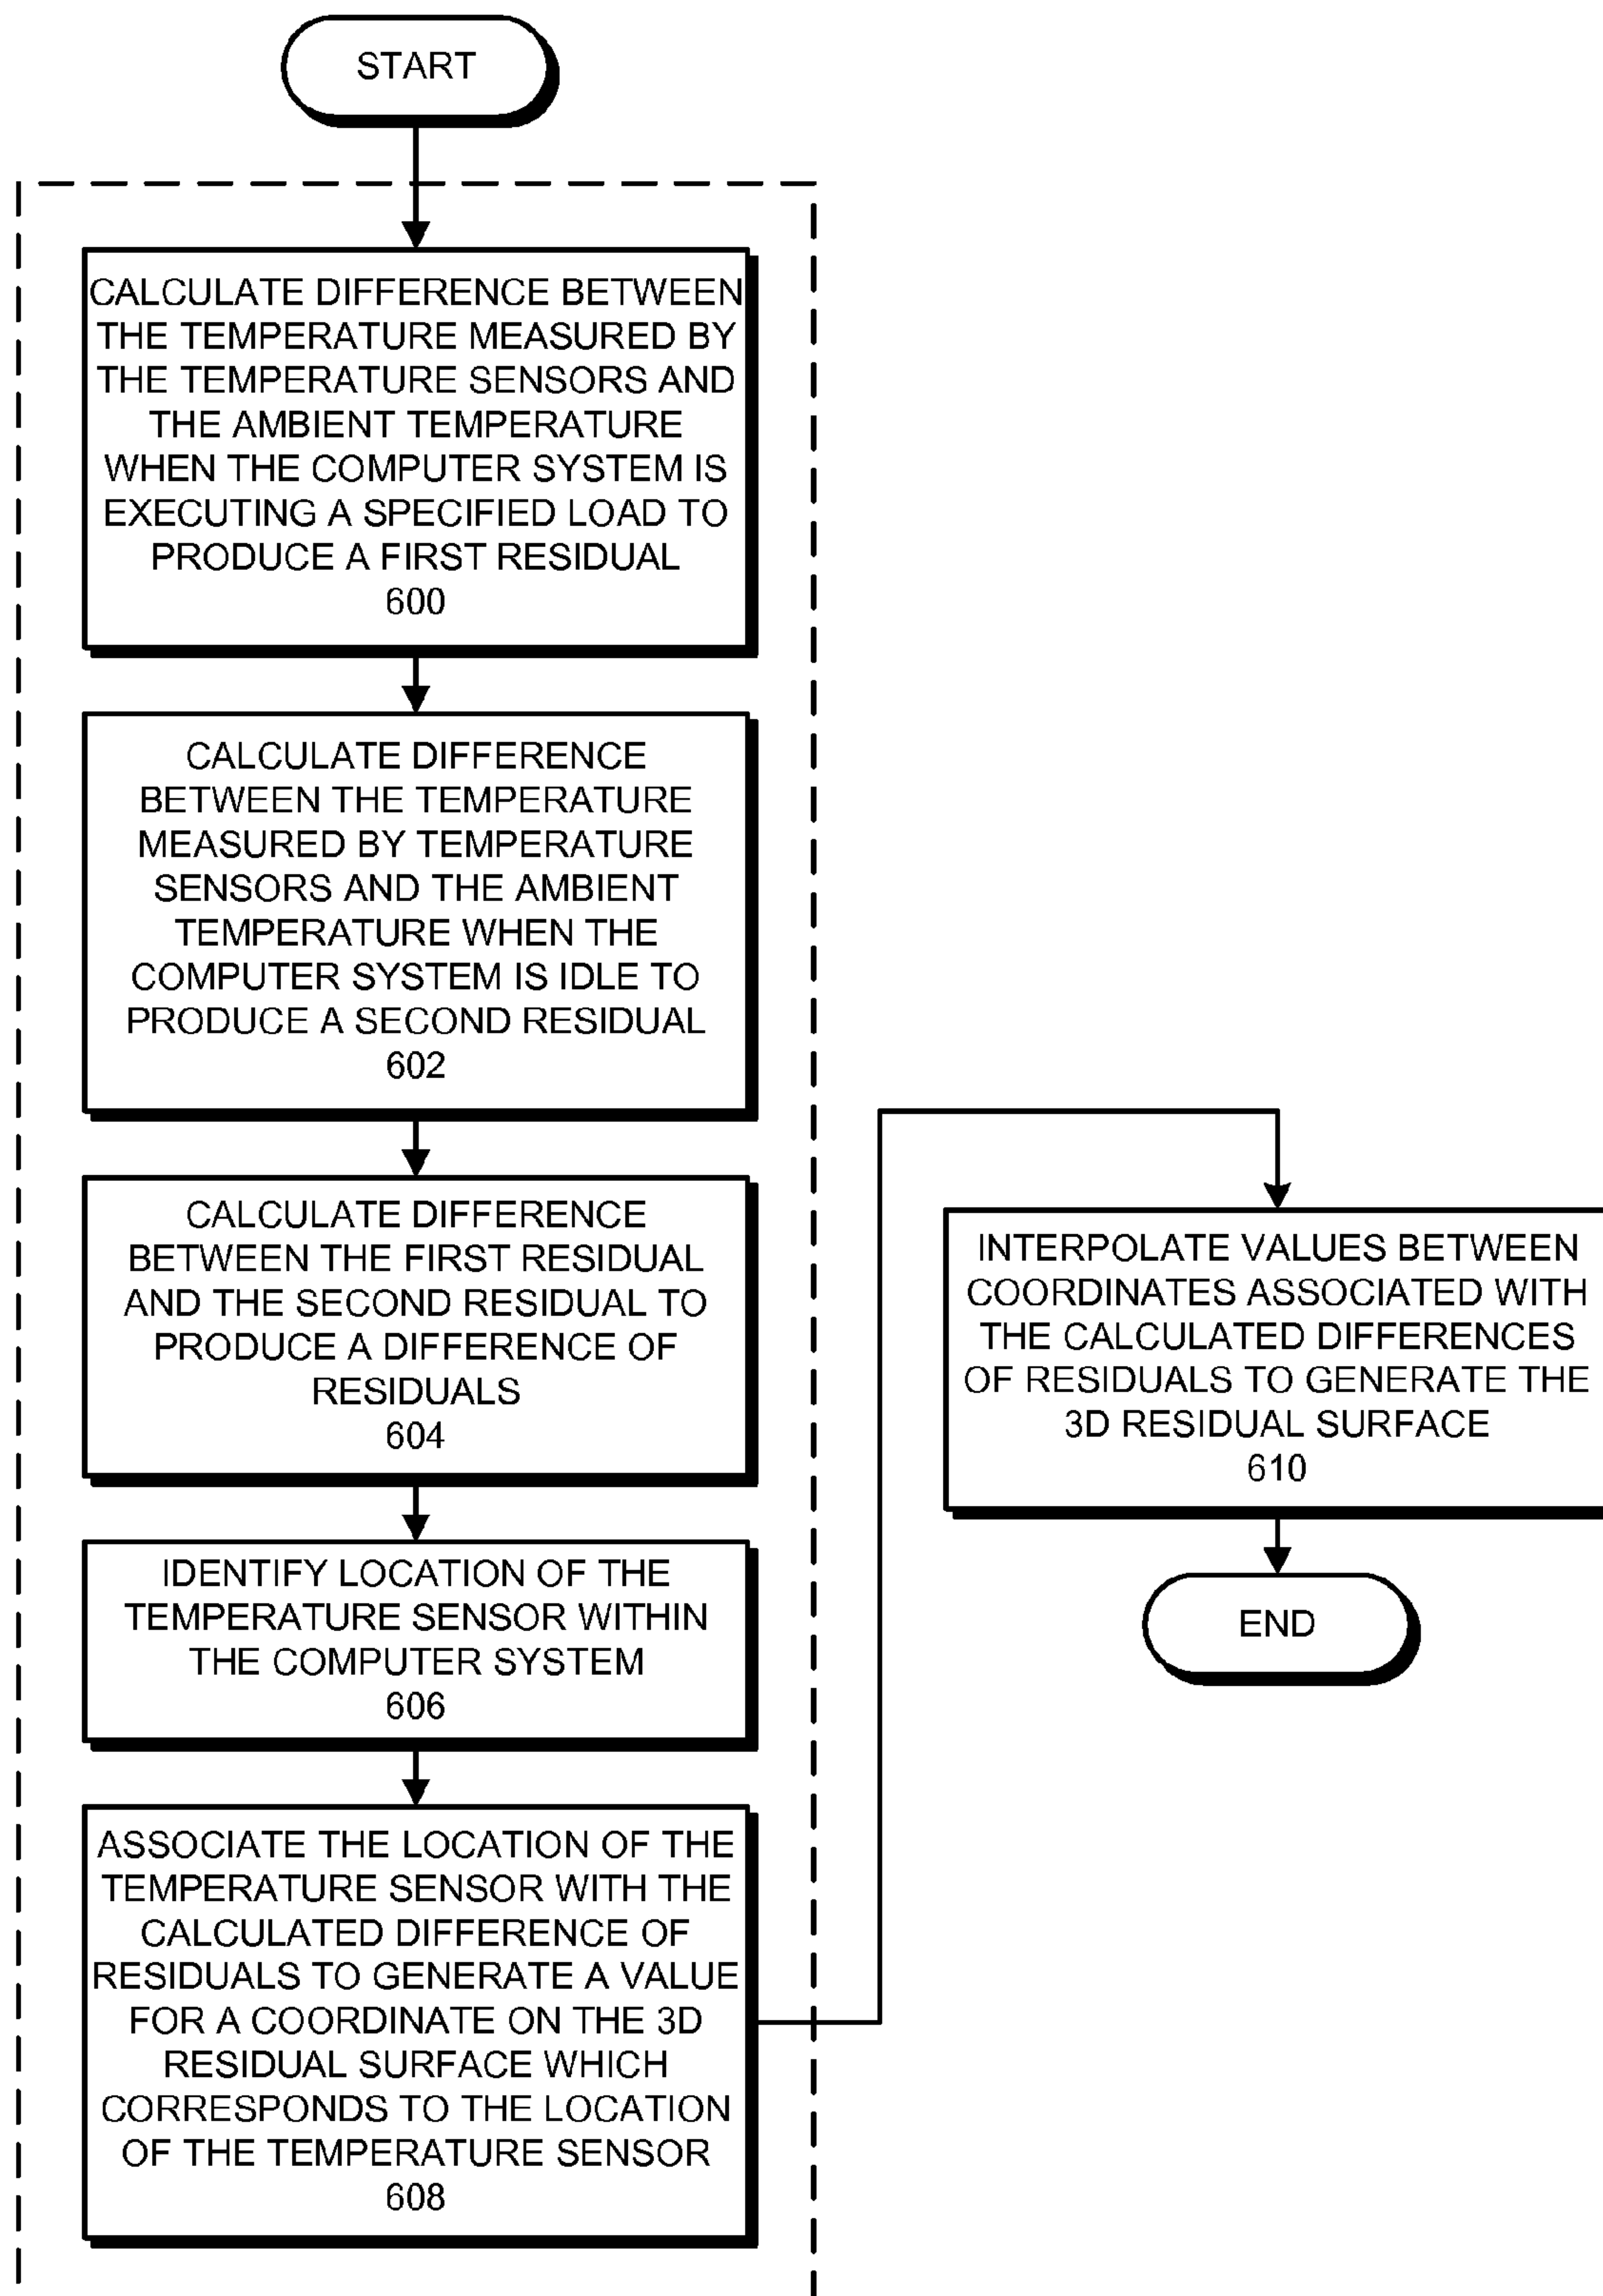 START
CALCULATE DIFFERENCE BETWEEN
THE TEMPERATURE MEASURED BY
THE TEMPERATURE SENSORS AND
THE AMBIENT TEMPERATURE
WHEN THE COMPUTER SYSTEM IS
EXECUTING A SPECIFIED LOAD TO
PRODUCE A FIRST RESIDUAL
600
CALCULATE DIFFERENCE
BETWEEN THE TEMPERATURE
MEASURED BY TEMPERATURE
SENSORS AND THE AMBIENT
TEMPERATURE WHEN THE
COMPUTER SYSTEM IS IDLE TO
PRODUCE A SECOND RESIDUAL
602
CALCULATE DIFFERENCE
BETWEEN THE FIRST RESIDUAL
AND THE SECOND RESIDUAL TO
PRODUCE A DIFFERENCE OF
RESIDUALS
604
IDENTIFY LOCATION OF THE
TEMPERATURE SENSOR WITHIN
THE COMPUTER SYSTEM
606
ASSOCIATE THE LOCATION OF THE
TEMPERATURE SENSOR WITH THE
CALCULATED DIFFERENCE OF
RESIDUALS TO GENERATE A VALUE
FOR A COORDINATE ON THE 3D
RESIDUAL SURFACE WHICH
CORRESPONDS TO THE LOCATION
OF THE TEMPERATURE SENSOR
608
INTERPOLATE VALUES BETWEEN
COORDINATES ASSOCIATED WITH
THE CALCULATED DIFFERENCES
OF RESIDUALS TO GENERATE THE
3D RESIDUAL SURFACE
610
END